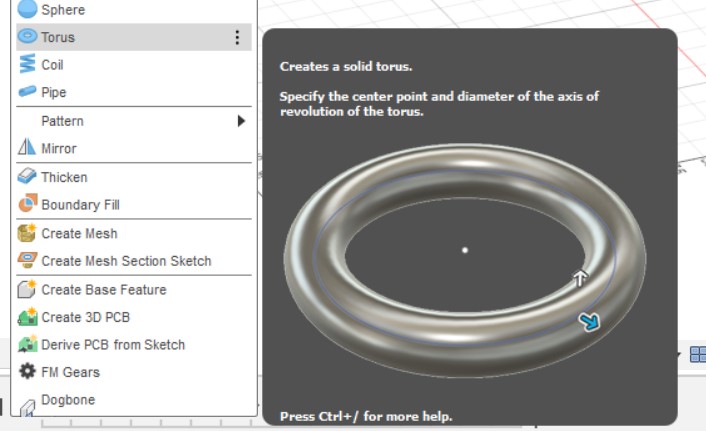 Sphere
Torus
Coil
Pipe
Pattern
Mirror
Thicken
Boundary Fill
Create Mesh
Create Mesh Section Sketch
Create Base Feature
Create 3D PCB
Derive PCB from Sketch
FM Gears
Dogbone
Creates a solid torus.
Specify the center point and diameter of the axis of
revolution of the torus.
Press Ctrl+/ for more help.